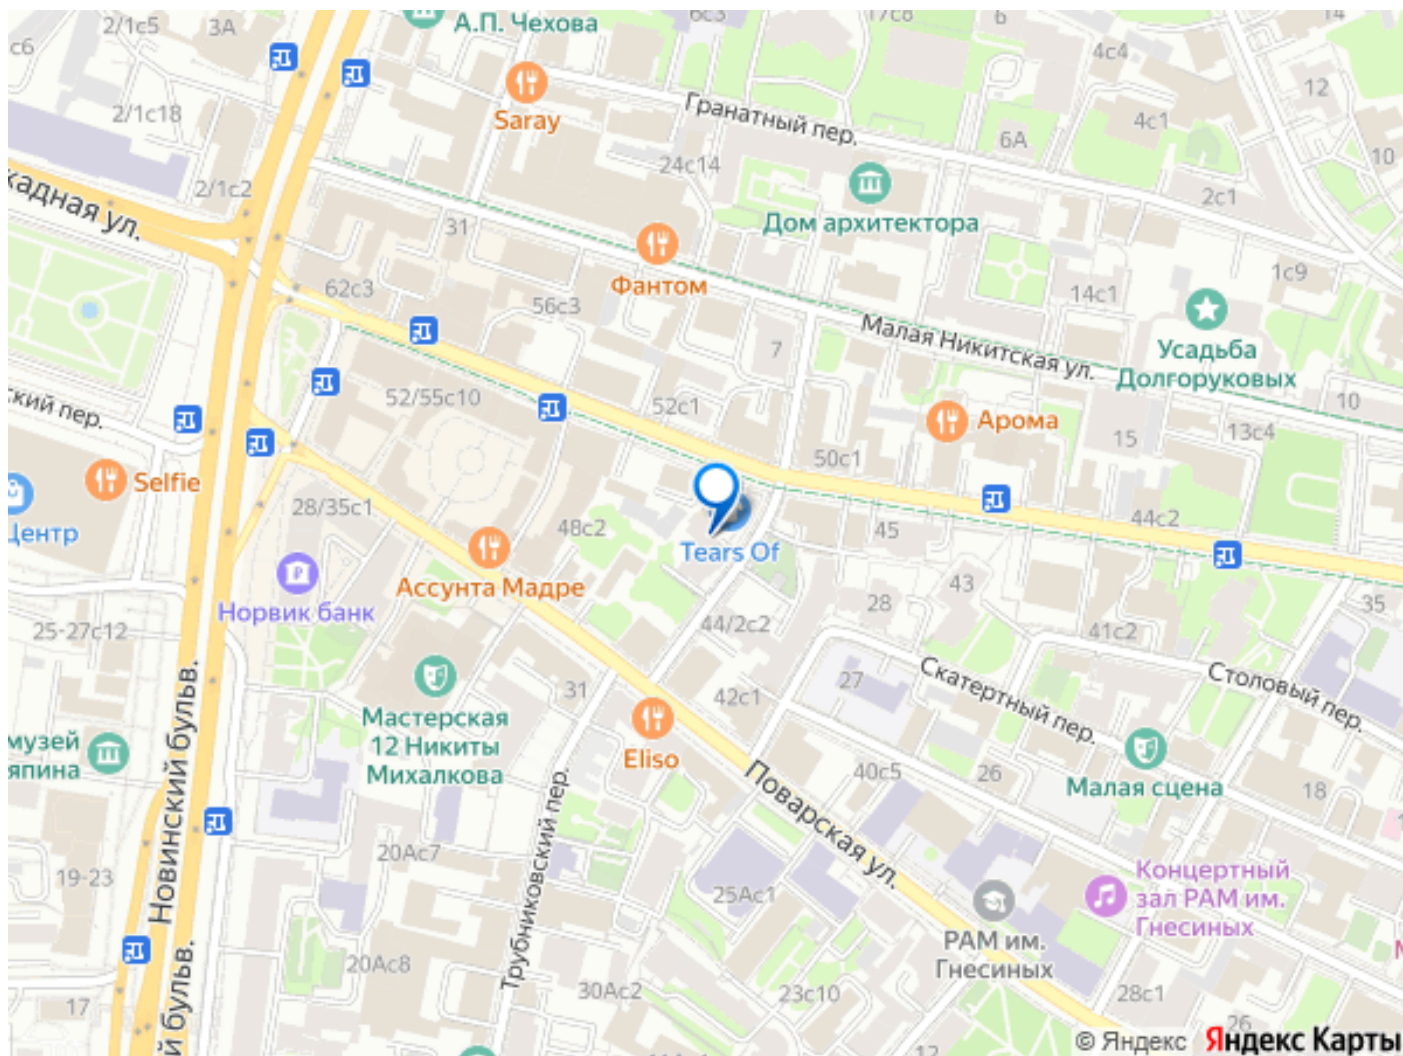 2/1с5
3А
А.П. Чехова
6с3
17с8
6
14
с6
4с4
12
Saray
2/1с18
Гранатный пер.
4с1
6А
10
24с14
2/1с2
2с1
кадная ул.
Дом архитектора
31
Фантом
1с9
62с3
56с3
14с1
Малая Никитская ул.
7
Усадьба
Долгоруковых
ский пер.
52/55с10
52с1
10
Арома
13с4
15
50с1
Selfie
28/35с1
48с2
44с2
Центр
45
Tears Of
Ассунта Мадре
43
Норвик банк
28
35
25-27с12
44/2с2
41с2
Скатертный пер.
Столовый пер.
27
31
42с1
Мастерская
12 Никиты
Михалкова
музей
япина
Eliso
40с5
26
Малая сцена
18
Новинский бульв.
Поварская ул.
Трубниковский пер.
20Ас7
19-23
25Ас1
Концертный
зал РАМ им.
Гнесиных
РАМ им.
Гнесиных
20Ас8
30Ас2
23с10
28с1
17
й бульв.
26
12
© Яндекс Яндекс Карты